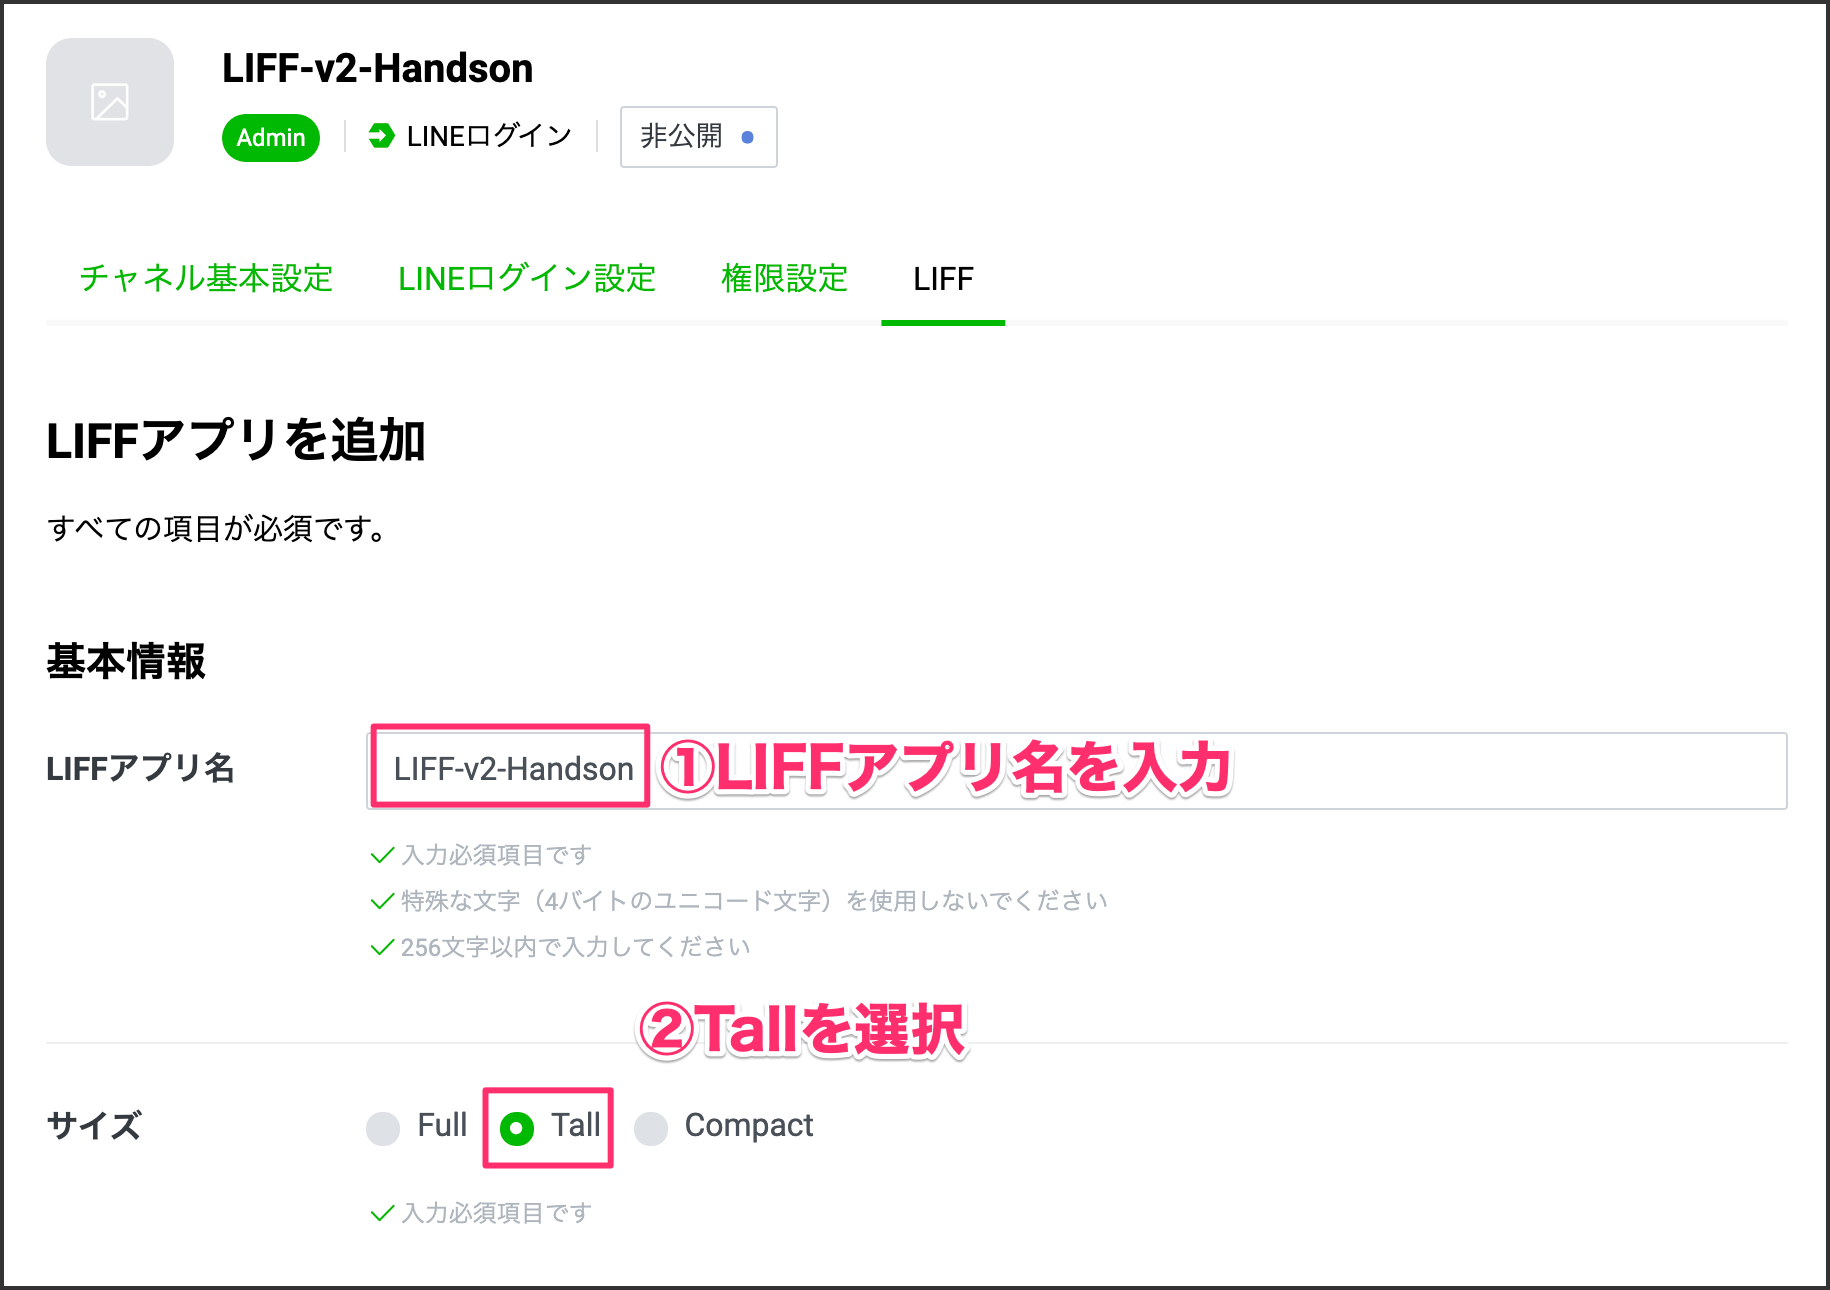 LIFF-v2-Handson
Admin LINEログイン 非公開
チャネル基本設定 LINEログイン設定 権限設定 LIFF
LIFFアプリを追加
すべての項目が必須です。
基本情報
LIFFアプリ名 LIFF-v2-Handson ①LIFFアプリ名を入力
入力必須項目です
特殊な文字（4バイトのユニコード文字）を使用しないでください
256文字以内で入力してください
②Tallを選択
サイズ Full Tall Compact
入力必須項目です